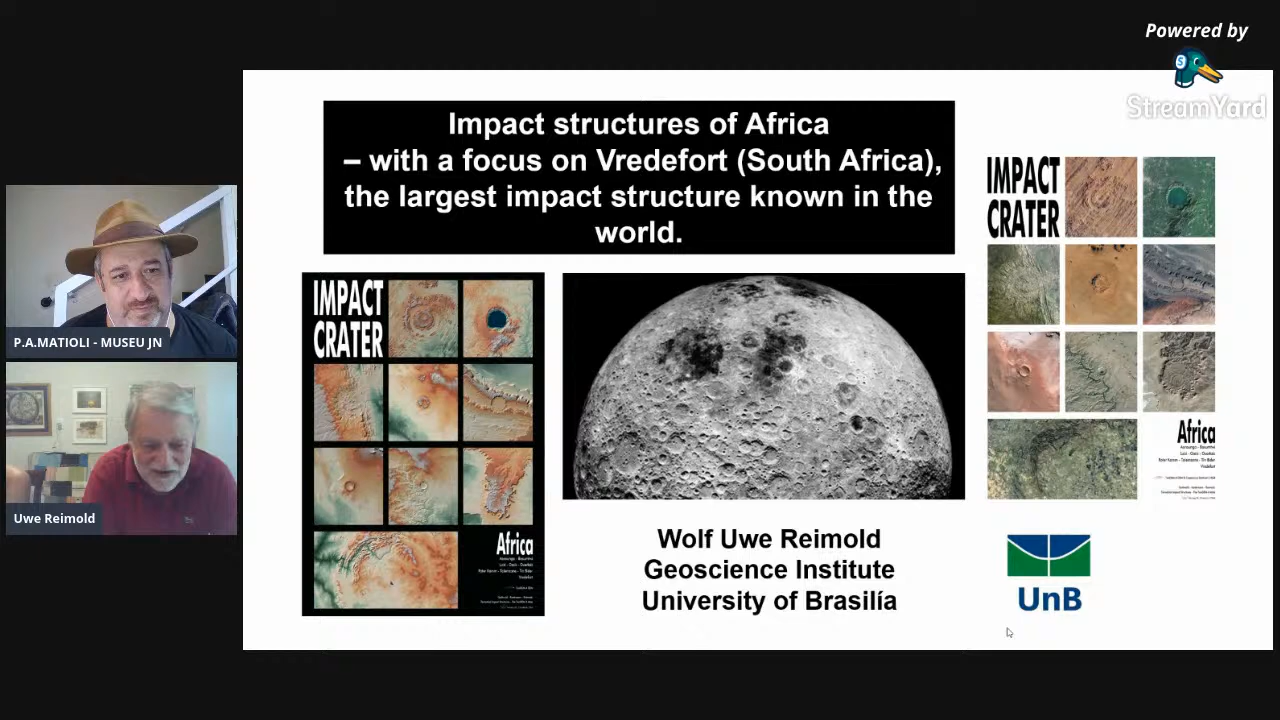 Powered by
StreamYard
Impact structures of Africa
– with a focus on Vredefort (South Africa),
the largest impact structure known in the
world.
P.A.MATIOLI - MUSEU JN
Uwe Reimold
IMPACT
CRATER
Africa
IMPACT
CRATER
Africa
Wolf Uwe Reimold
Geoscience Institute
University of Brasilía
UnB